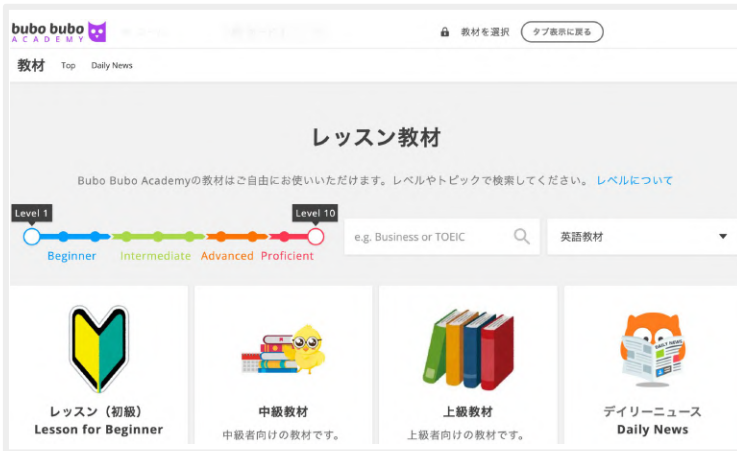 bubo bubo
ACADEMY
教材を選択
タブ表示に戻る
教材 Top Daily News
レッスン教材
Bubo Bubo Academyの教材はご自由にお使いいただけます。レベルやトピックで検索してください。 レベルについて
Level 1 Level 10
e.g. Business or TOEIC
英語教材
Beginner Intermediate Advanced Proficient
DAILY NEWS
レッスン（初級）
Lesson for Beginner
中級教材
中級者向けの教材です。
上級教材
上級者向けの教材です。
デイリーニュース
Daily News